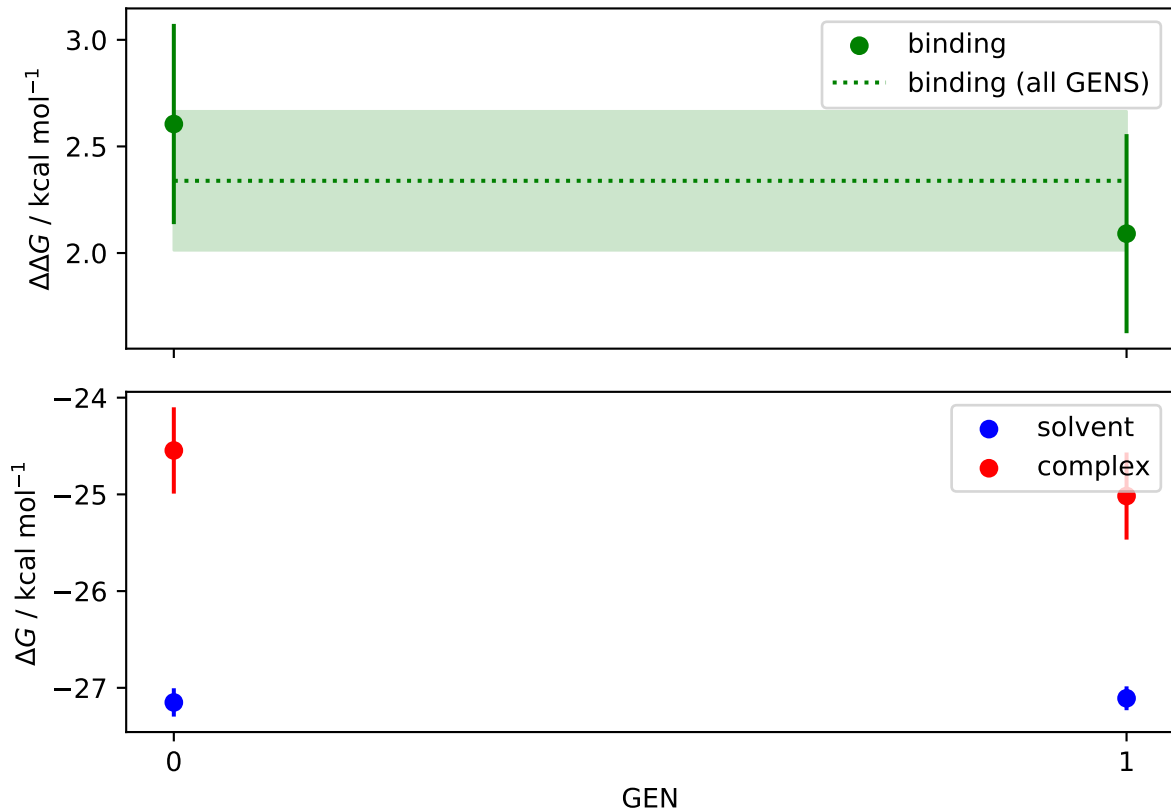 3.0
2.5
2.0
ΔΔG / kcal mol⁻¹
binding
binding (all GENS)
−24
−25
−26
−27
ΔG / kcal mol⁻¹
solvent
complex
0
1
GEN